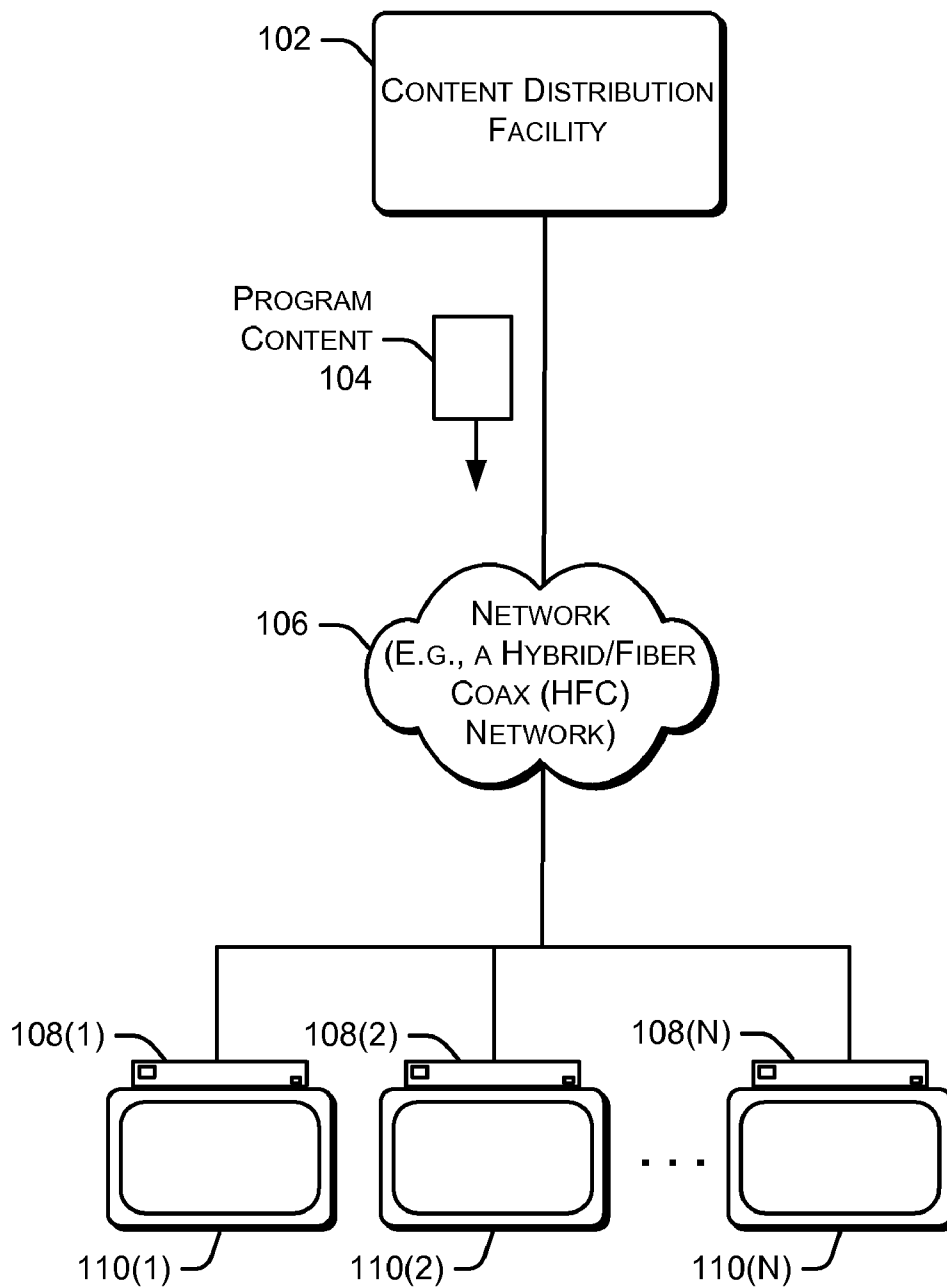 102
CONTENT DISTRIBUTION
FACILITY
PROGRAM
CONTENT
104
106
NETWORK
(E.G., A HYBRID/FIBER
COAX (HFC)
NETWORK)
108(1)
108(2)
108(N)
. . .
110(1)
110(2)
110(N)